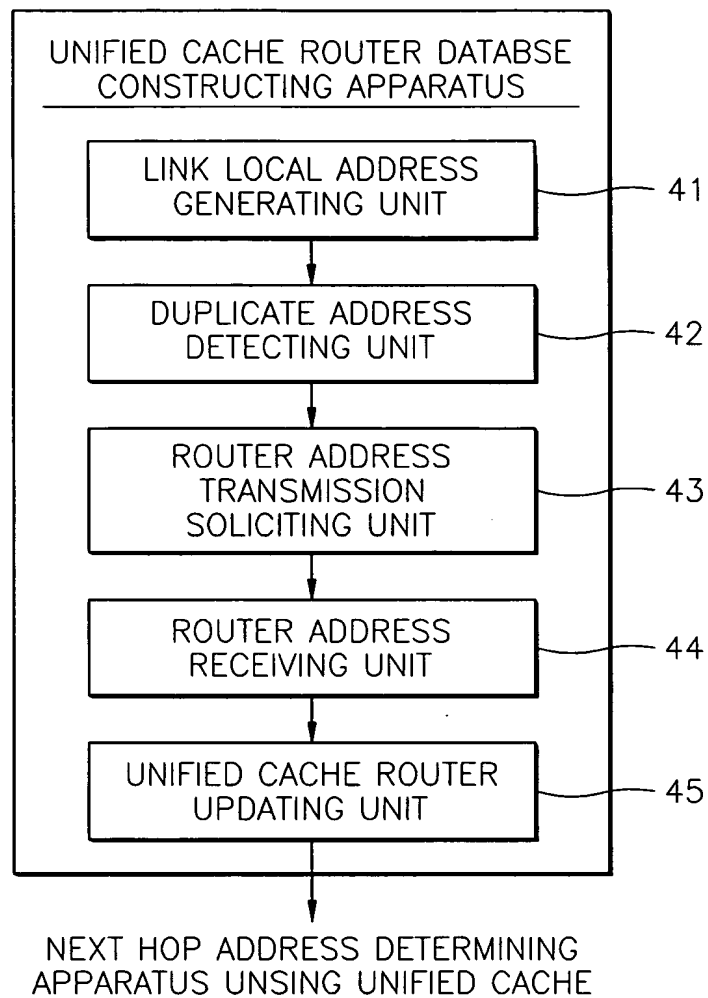 UNIFIED CACHE ROUTER DATABSE
CONSTRUCTING APPARATUS
LINK LOCAL ADDRESS
GENERATING UNIT
41
DUPLICATE ADDRESS
DETECTING UNIT
42
ROUTER ADDRESS
TRANSMISSION
SOLICITING UNIT
43
ROUTER ADDRESS
RECEIVING UNIT
44
UNIFIED CACHE ROUTER
UPDATING UNIT
45
NEXT HOP ADDRESS DETERMINING
APPARATUS UNSING UNIFIED CACHE